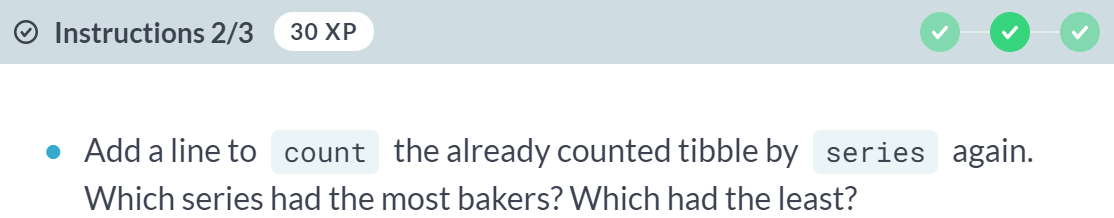 Instructions 2/3 30 XP
Add a line to count the already counted tibble by series again.
Which series had the most bakers? Which had the least?